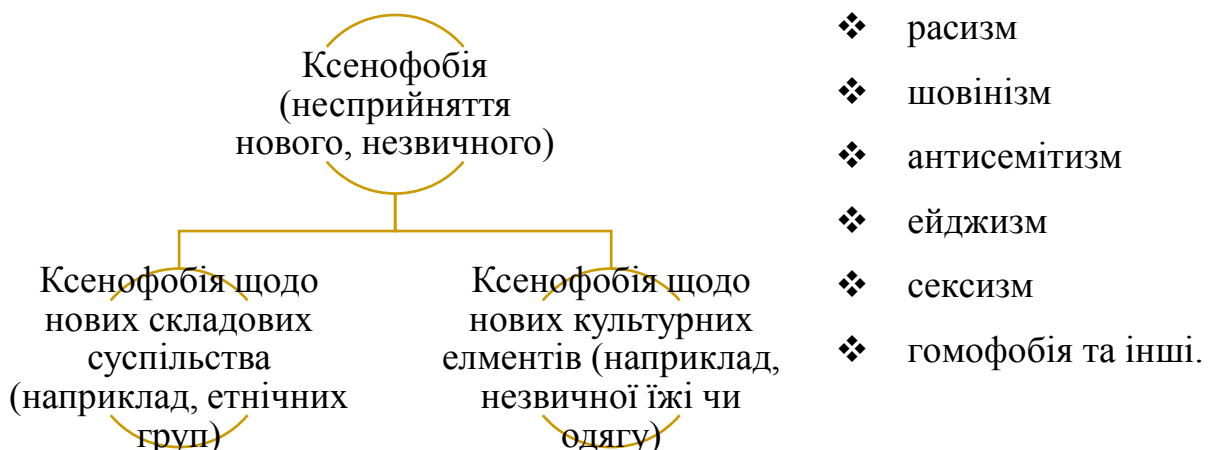 Ксенофобія
(несприйняття
нового, незвичного)
Ксенофобія щодо
нових складових
суспільства
(наприклад, етнічних
груп)
Ксенофобія щодо
нових культурних
елментів (наприклад,
незвичної їжі чи
одягу)
❖ расизм
❖ шовінізм
❖ антисемітизм
❖ ейджизм
❖ сексизм
❖ гомофобія та інші.